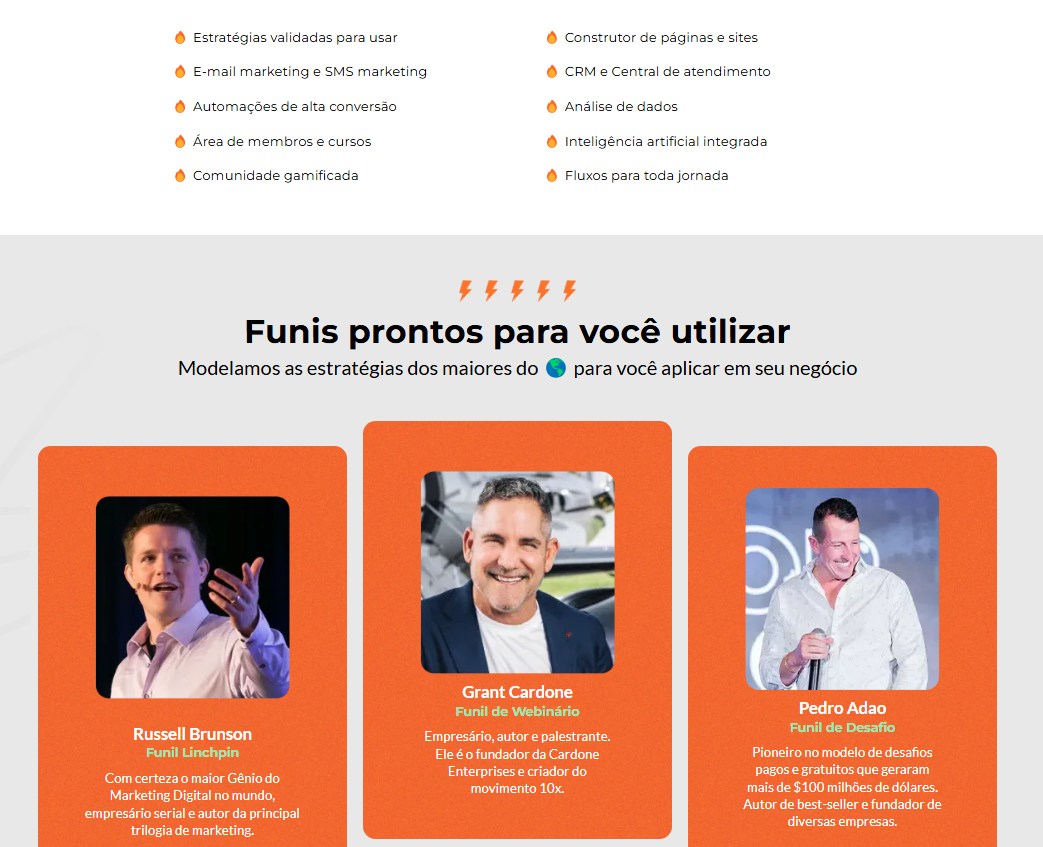 Estratégias validadas para usar
E-mail marketing e SMS marketing
Automações de alta conversão
Área de membros e cursos
Comunidade gamificada
Construtor de páginas e sites
CRM e Central de atendimento
Análise de dados
Inteligência artificial integrada
Fluxos para toda jornada
Funis prontos para você utilizar
Modelamos as estratégias dos maiores do 🌎 para você aplicar em seu negócio
Russell Brunson
Funil Linchpin
Com certeza o maior Gênio do
Marketing Digital no mundo,
empresário serial e autor da principal
trilogia de marketing.
Grant Cardone
Funil de Webinário
Empresário, autor e palestrante.
Ele é o fundador da Cardone
Enterprises e criador do
movimento 10x.
Pedro Adao
Funil de Desafio
Pioneiro no modelo de desafios
pagos e gratuitos que geraram
mais de $100 milhões de dólares.
Autor de best-seller e fundador de
diversas empresas.